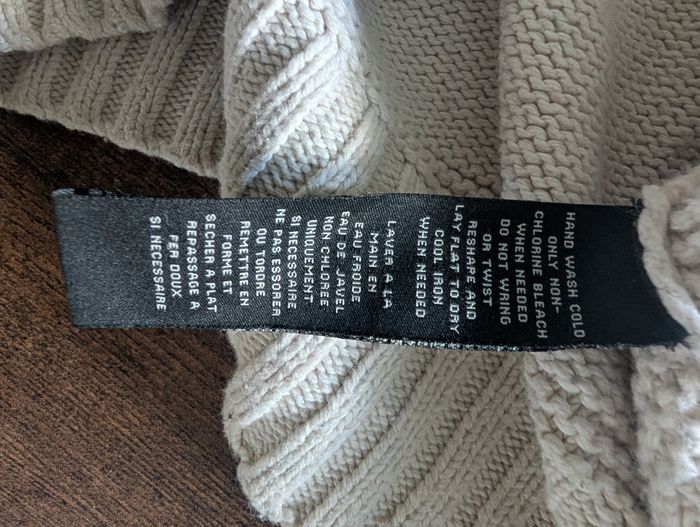 HAND WASH COLD
ONLY NON-
CHLORINE BLEACH
WHEN NEEDED
DO NOT WRING
OR TWIST
RESHAPE AND
LAY FLAT TO DRY
COOL IRON
WHEN NEEDED
LAVER A IA
MAIN EN
EAU FROIDE
EAU DE JAVEL
NON-CHLOREE
UNIQUEMENT
SI NECESSAIRE
NE PAS ESSORER
OU TORDRE
REMETTRE EN
FORME ET
SECHER A PLAT
REPASSAGE A
FER DOUX
SI NECESSAIRE